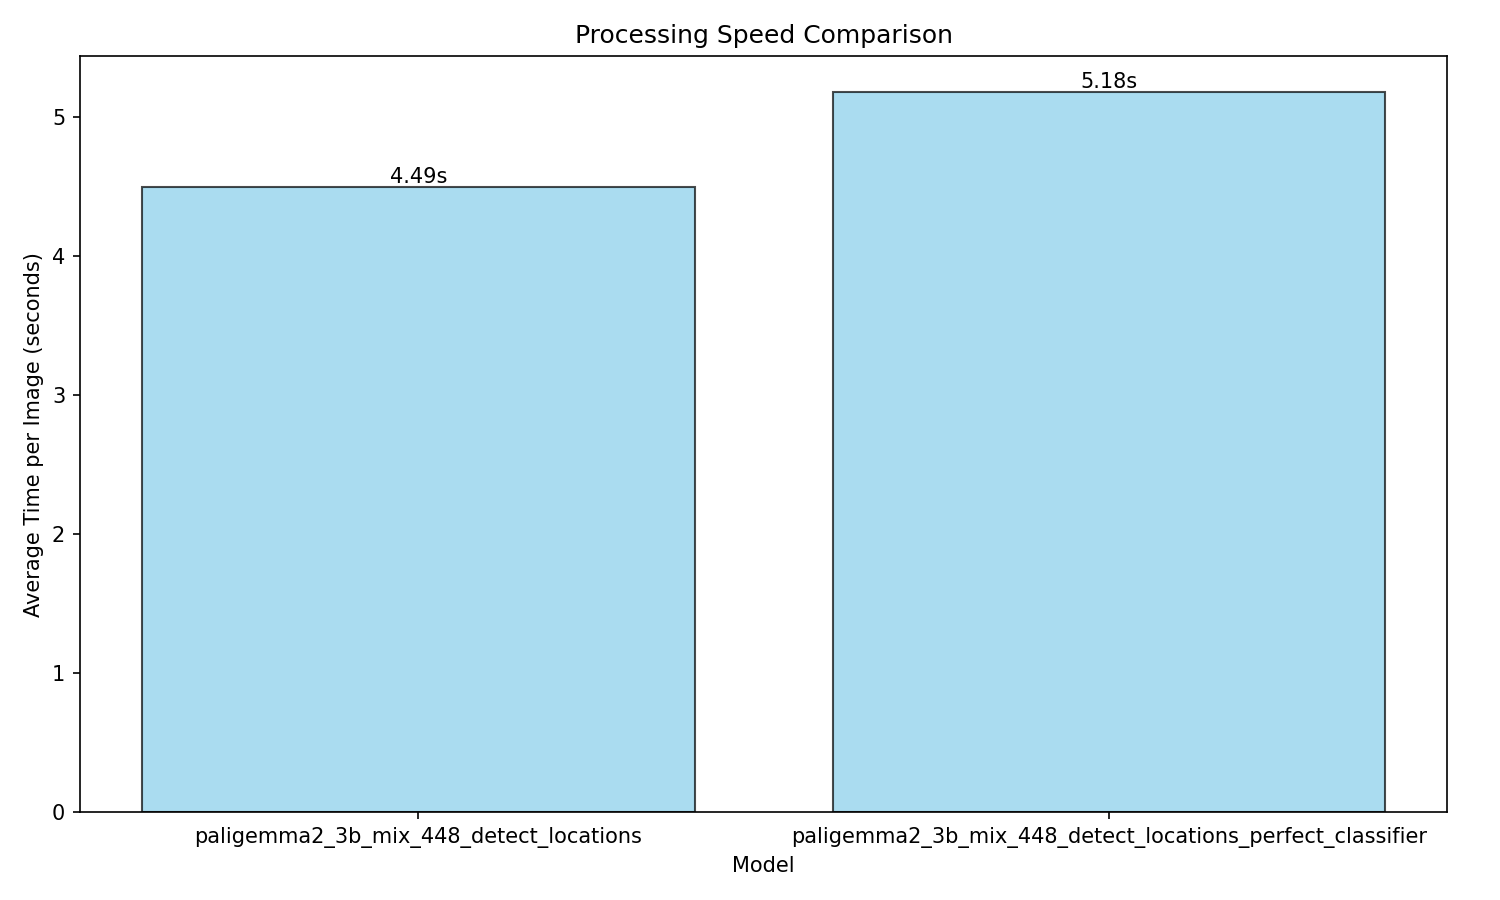 Processing Speed Comparison
5.18s
4.49s
Average Time per Image (seconds)
5
4
3
2
1
0
paligemma2_3b_mix_448_detect_locations
paligemma2_3b_mix_448_detect_locations_perfect_classifier
Model